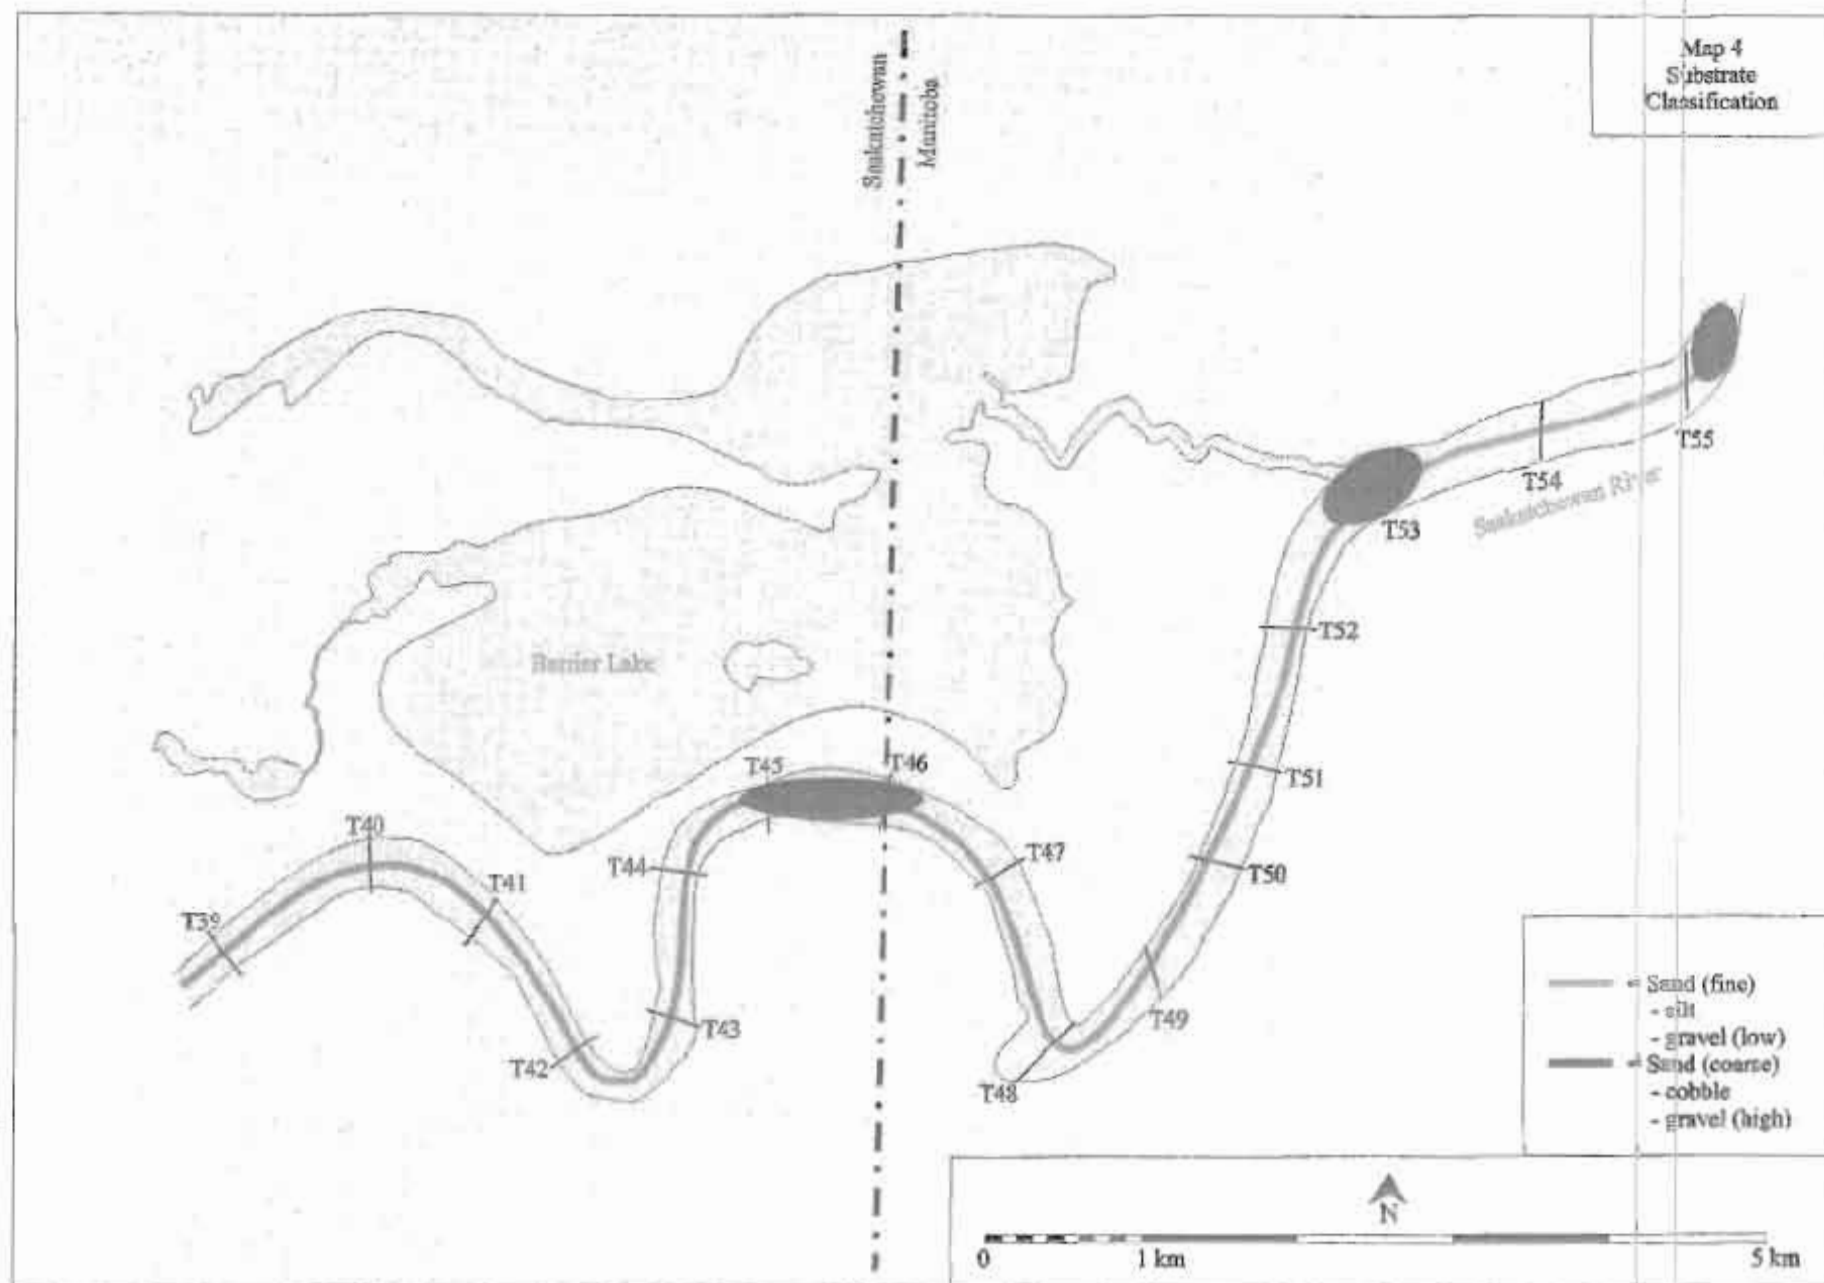 Map 4
Substrate
Classification
Saskatchewan
Manitoba
T55
T54
Saskatchewan River
T53
T52
Barrier Lake
T51
T45
T46
T40
T44
T47
T50
T41
T39
T49
T43
T42
T48
Sand (fine)
- silt
- gravel (low)
Sand (coarse)
- cobble
- gravel (high)
N
0
1 km
5 km